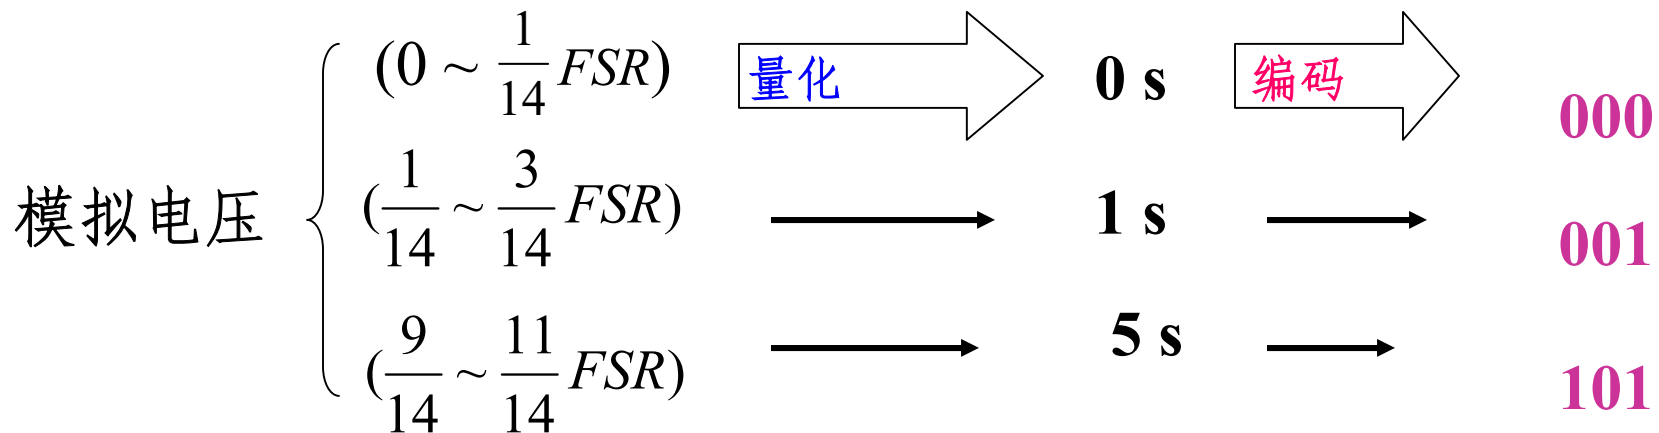 (0 ~ 1/14 FSR) 量化 0 s 编码 000
模拟电压 (1/14 ~ 3/14 FSR) 1 s 001
(9/14 ~ 11/14 FSR) 5 s 101